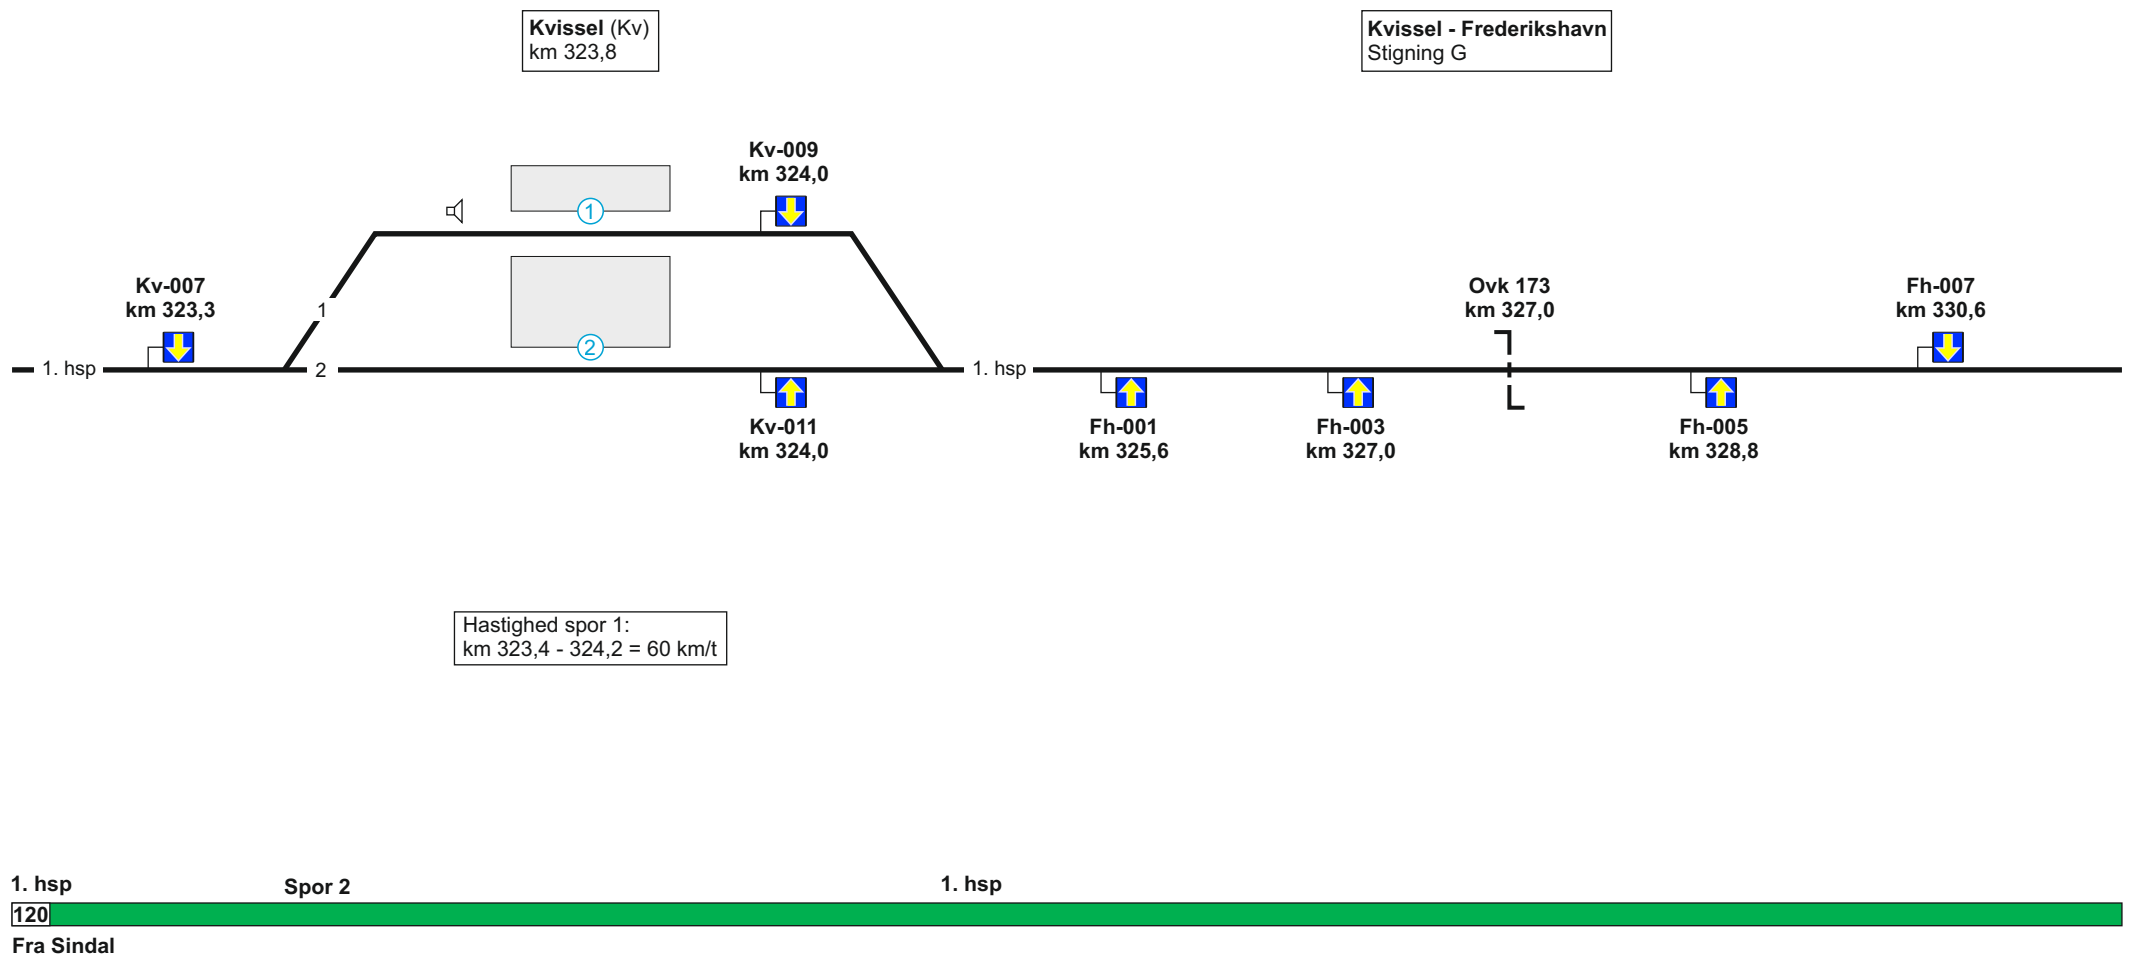 Kvissel (Kv)
km 323,8
Kvissel - Frederikshavn
Stigning G
Kv-009
km 324,0
1
Kv-007
km 323,3
1
Ovk 173
km 327,0
Fh-007
km 330,6
2
1. hsp
2
1. hsp
Kv-011
km 324,0
Fh-001
km 325,6
Fh-003
km 327,0
Fh-005
km 328,8
Hastighed spor 1:
km 323,4 - 324,2 = 60 km/t
1. hsp
Spor 2
1. hsp
120
Fra Sindal